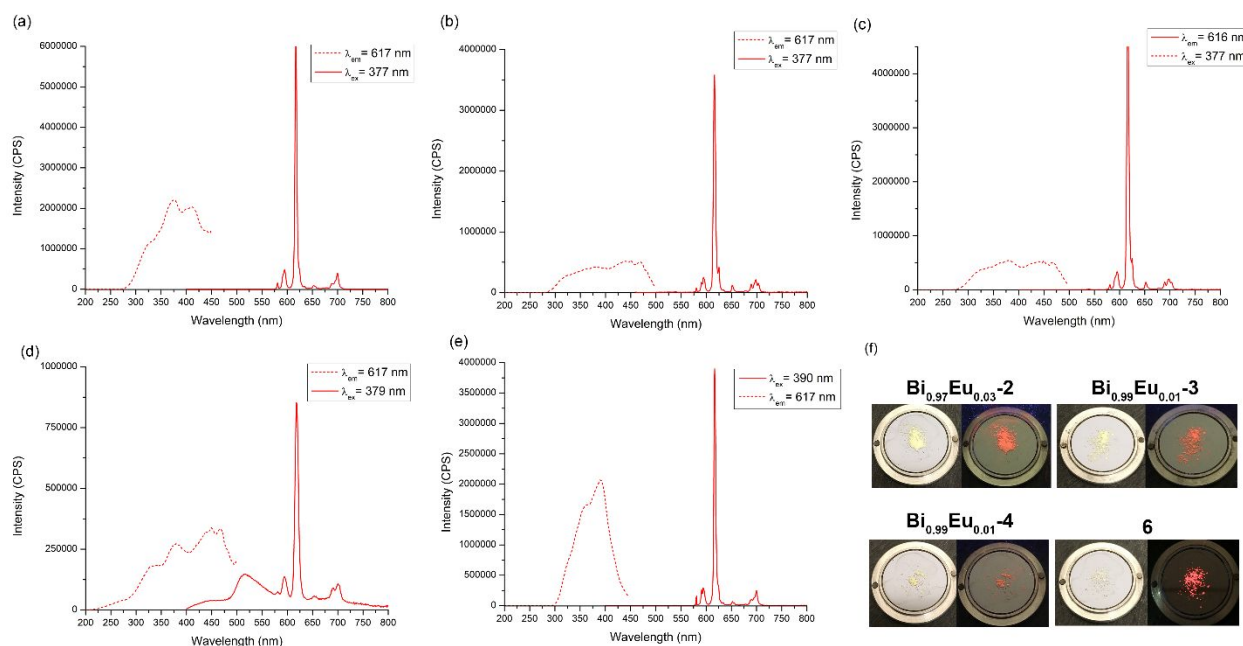 (a)
6000000
5000000
4000000
3000000
2000000
1000000
0
Intensity (CPS)
200 250 300 350 400 450 500 550 600 650 700 750 800
Wavelength (nm)
λem = 617 nm
λex = 377 nm
(b)
4000000
3000000
2000000
1000000
0
Intensity (CPS)
200 250 300 350 400 450 500 550 600 650 700 750 800
Wavelength (nm)
λem = 617 nm
λex = 377 nm
(c)
4000000
3000000
2000000
1000000
0
Intensity (CPS)
200 250 300 350 400 450 500 550 600 650 700 750 800
Wavelength (nm)
λem = 616 nm
λex = 377 nm
(d)
1000000
750000
500000
250000
0
Intensity (CPS)
200 250 300 350 400 450 500 550 600 650 700 750 800
Wavelength (nm)
λem = 617 nm
λex = 379 nm
(e)
4000000
3500000
3000000
2500000
2000000
1500000
1000000
500000
0
Intensity (CPS)
200 250 300 350 400 450 500 550 600 650 700 750 800
Wavelength (nm)
λex = 390 nm
λem = 617 nm
(f)
Bi0.97Eu0.03-2 Bi0.99Eu0.01-3
Bi0.99Eu0.01-4 6